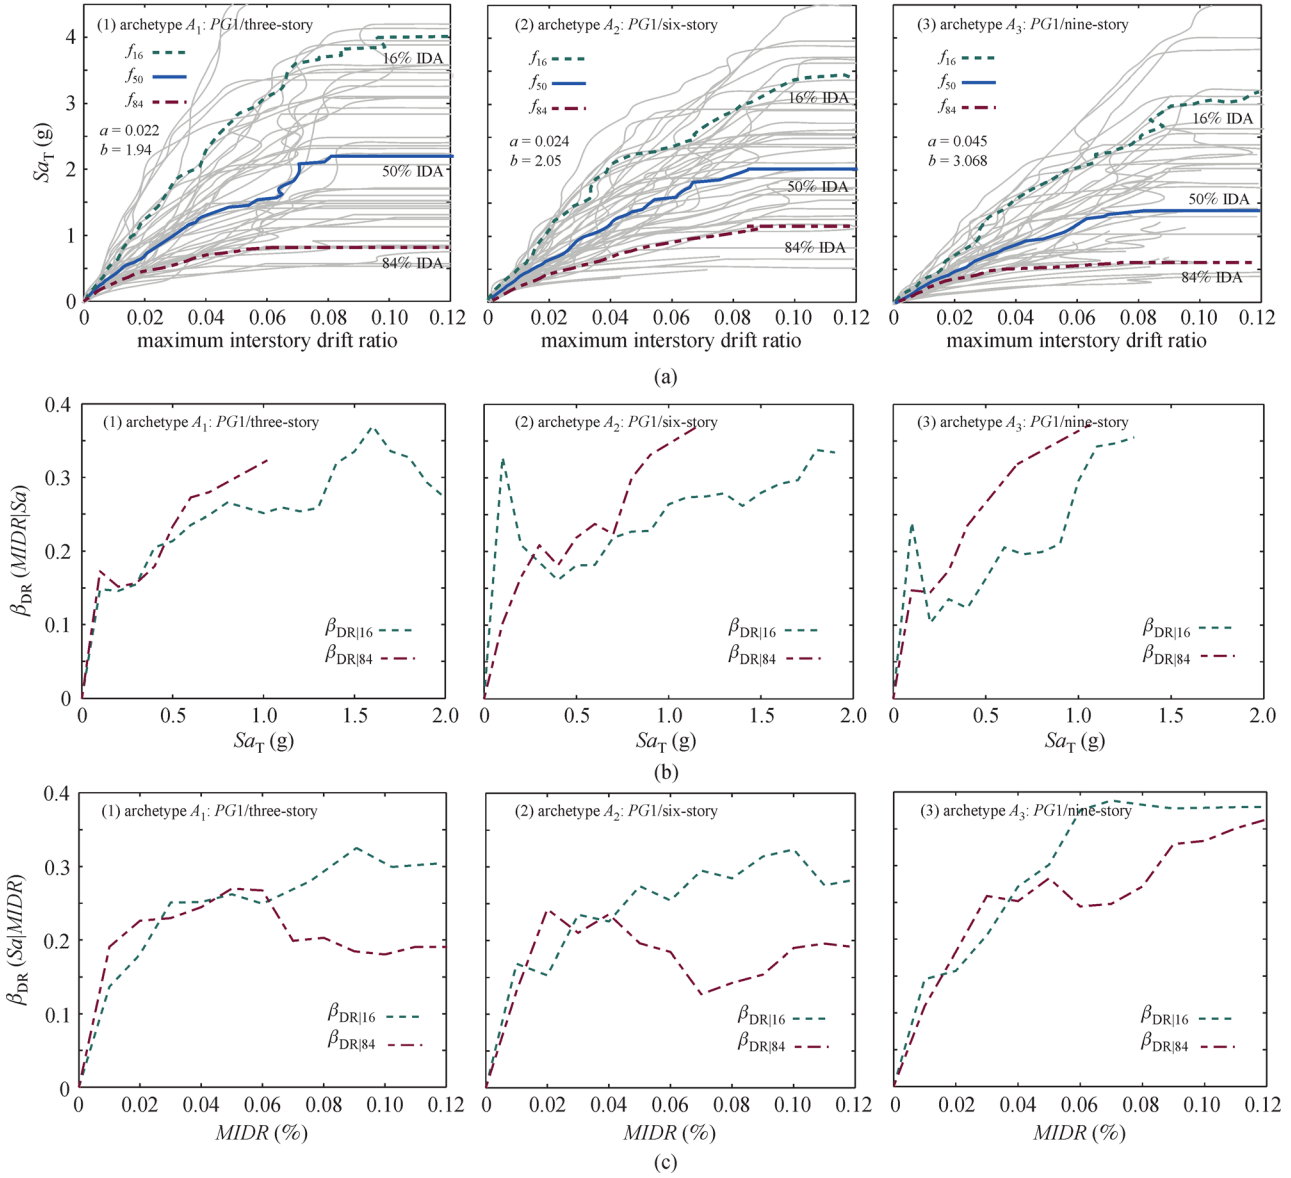 (1) archetype A1: PG1/three-story
f16
f50
f84
a = 0.022
b = 1.94
16% IDA
50% IDA
84% IDA
SaT (g)
4
3
2
1
0
0 0.02 0.04 0.06 0.08 0.10 0.12
maximum interstory drift ratio
(2) archetype A2: PG1/six-story
f16
f50
f84
a = 0.024
b = 2.05
16% IDA
50% IDA
84% IDA
0 0.02 0.04 0.06 0.08 0.10 0.12
maximum interstory drift ratio
(3) archetype A3: PG1/nine-story
f16
f50
f84
a = 0.045
b = 3.068
16% IDA
50% IDA
84% IDA
0 0.02 0.04 0.06 0.08 0.10 0.12
maximum interstory drift ratio
(a)
(1) archetype A1: PG1/three-story
βDR (MIDR|Sa)
0.4
0.3
0.2
0.1
0
βDR|16
βDR|84
0 0.5 1.0 1.5 2.0
SaT (g)
(2) archetype A2: PG1/six-story
βDR|16
βDR|84
0 0.5 1.0 1.5 2.0
SaT (g)
(3) archetype A3: PG1/nine-story
βDR|16
βDR|84
0 0.5 1.0 1.5 2.0
SaT (g)
(b)
(1) archetype A1: PG1/three-story
βDR (Sa|MIDR)
0.4
0.3
0.2
0.1
0
βDR|16
βDR|84
0 0.02 0.04 0.06 0.08 0.10 0.12
MIDR (%)
(2) archetype A2: PG1/six-story
βDR|16
βDR|84
0 0.02 0.04 0.06 0.08 0.10 0.12
MIDR (%)
(3) archetype A3: PG1/nine-story
βDR|16
βDR|84
0 0.02 0.04 0.06 0.08 0.10 0.12
MIDR (%)
(c)